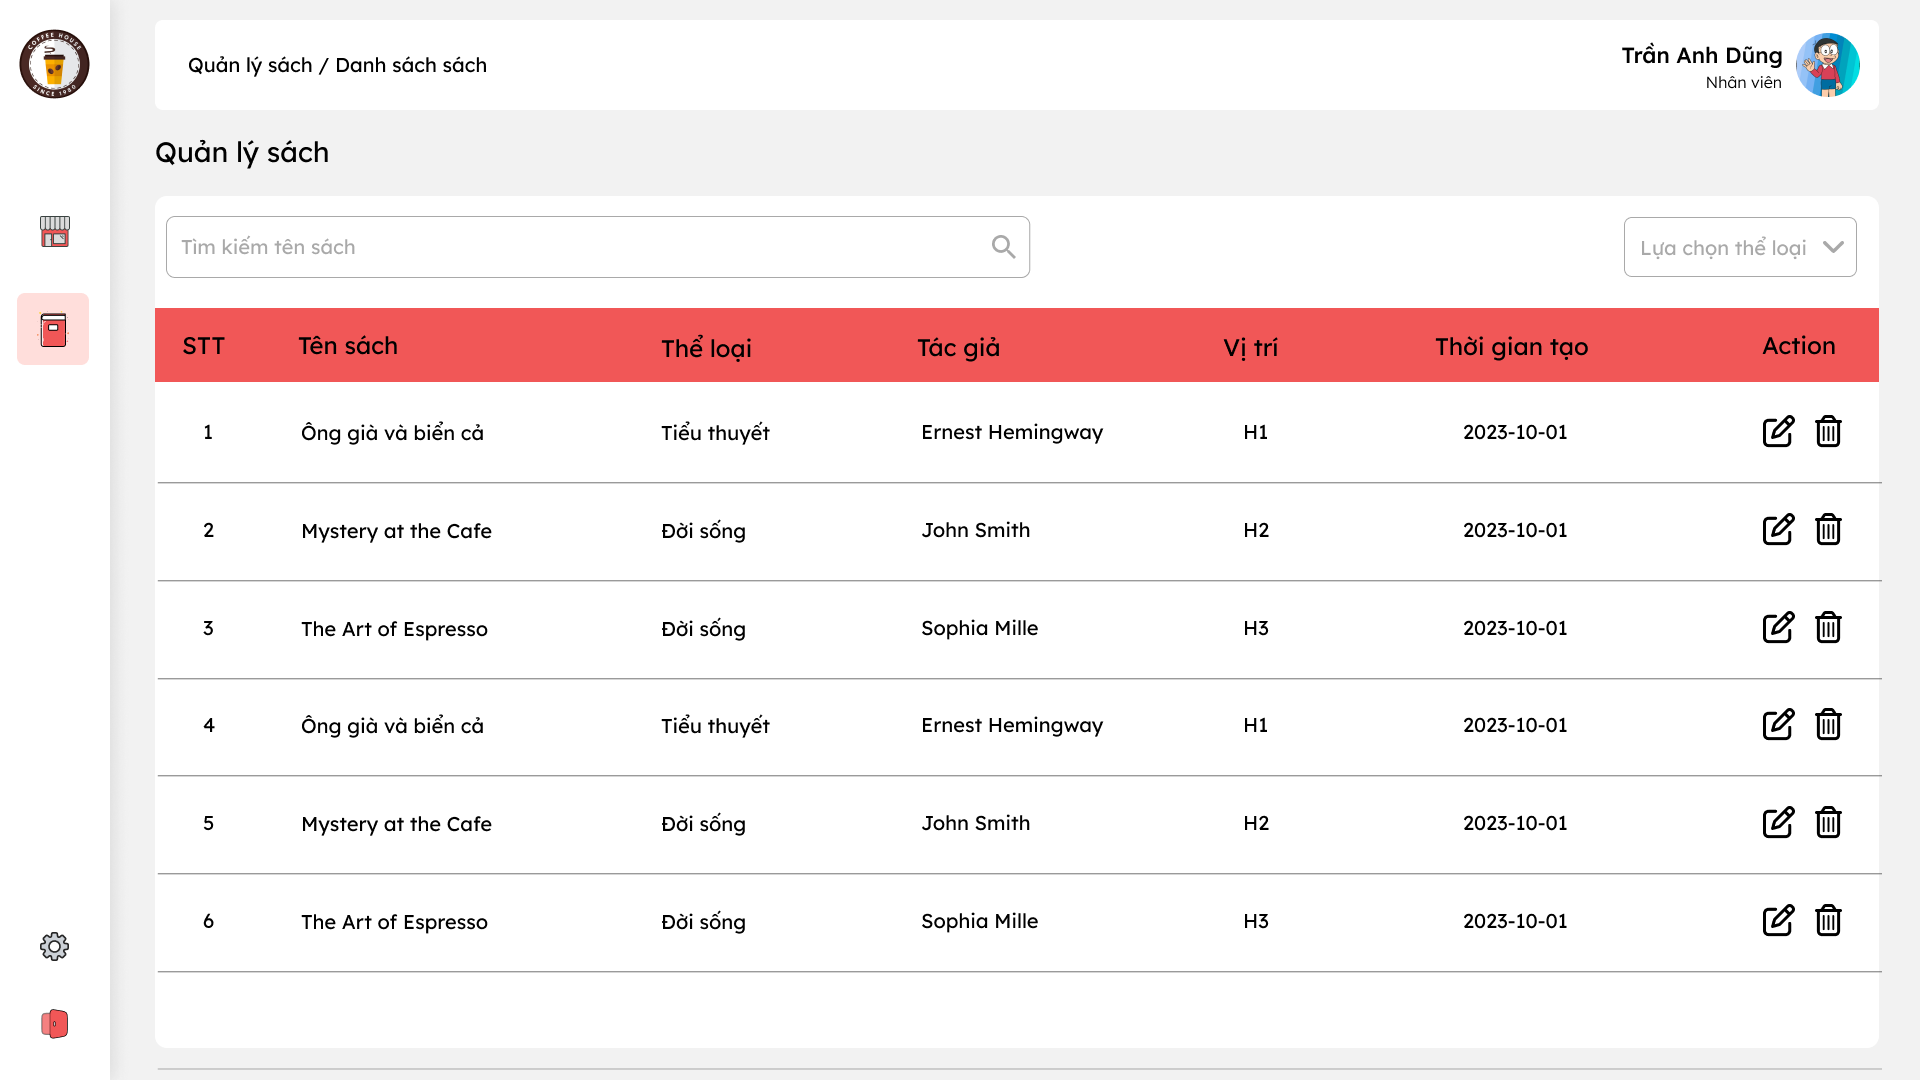 COFFEE HOUSE
SINCE 1980
Quản lý sách / Danh sách sách
Trần Anh Dũng
Nhân viên
Quản lý sách
Tìm kiếm tên sách
Lựa chọn thể loại
STT Tên sách Thể loại Tác giả Vị trí Thời gian tạo Action
1 Ông già và biển cả Tiểu thuyết Ernest Hemingway H1 2023-10-01
2 Mystery at the Cafe Đời sống John Smith H2 2023-10-01
3 The Art of Espresso Đời sống Sophia Mille H3 2023-10-01
4 Ông già và biển cả Tiểu thuyết Ernest Hemingway H1 2023-10-01
5 Mystery at the Cafe Đời sống John Smith H2 2023-10-01
6 The Art of Espresso Đời sống Sophia Mille H3 2023-10-01